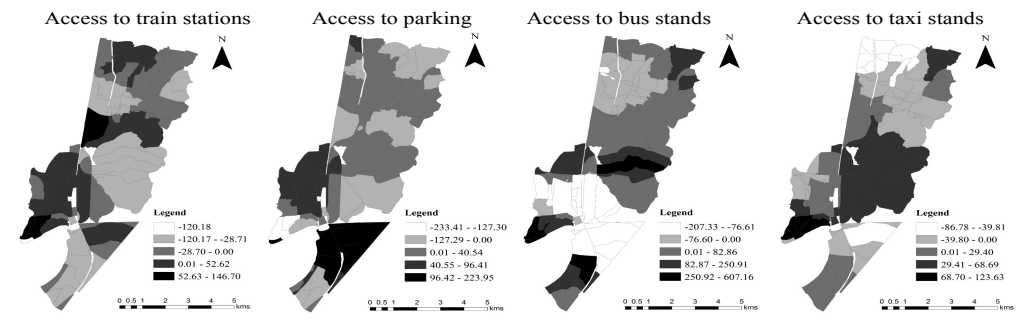 Access to train stations
N
Legend
-120.18
-120.17 - -28.71
-28.70 - 0.00
0.01 - 52.62
52.63 - 146.70
0 0.5 1 2 3 4 5
kms
Access to parking
N
Legend
-233.41 - -127.30
-127.29 - 0.00
0.01 - 40.54
40.55 - 96.41
96.42 - 223.95
0 0.5 1 2 3 4 5
kms
Access to bus stands
N
Legend
-207.33 - -76.61
-76.60 - 0.00
0.01 - 82.86
82.87 - 250.91
250.92 - 607.16
0 0.5 1 2 3 4 5
kms
Access to taxi stands
N
Legend
-86.78 - -39.81
-39.80 - 0.00
0.01 - 29.40
29.41 - 68.69
68.70 - 123.63
0 0.5 1 2 3 4 5
kms